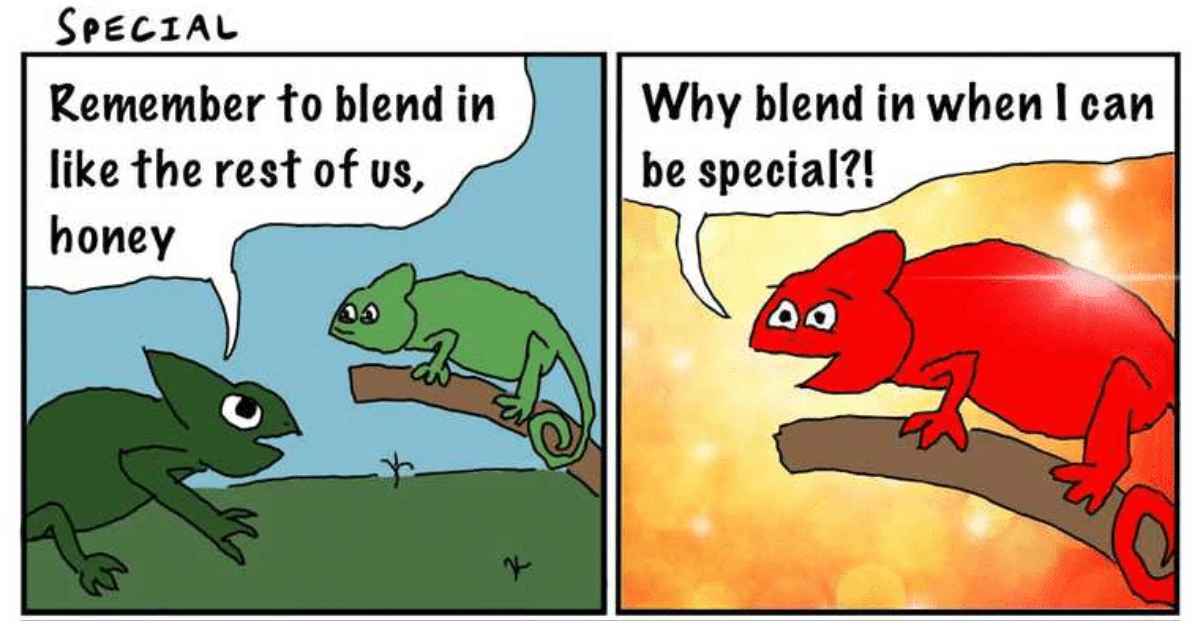 SPECIAL
Remember to blend in
like the rest of us,
honey
Why blend in when I can
be special?!